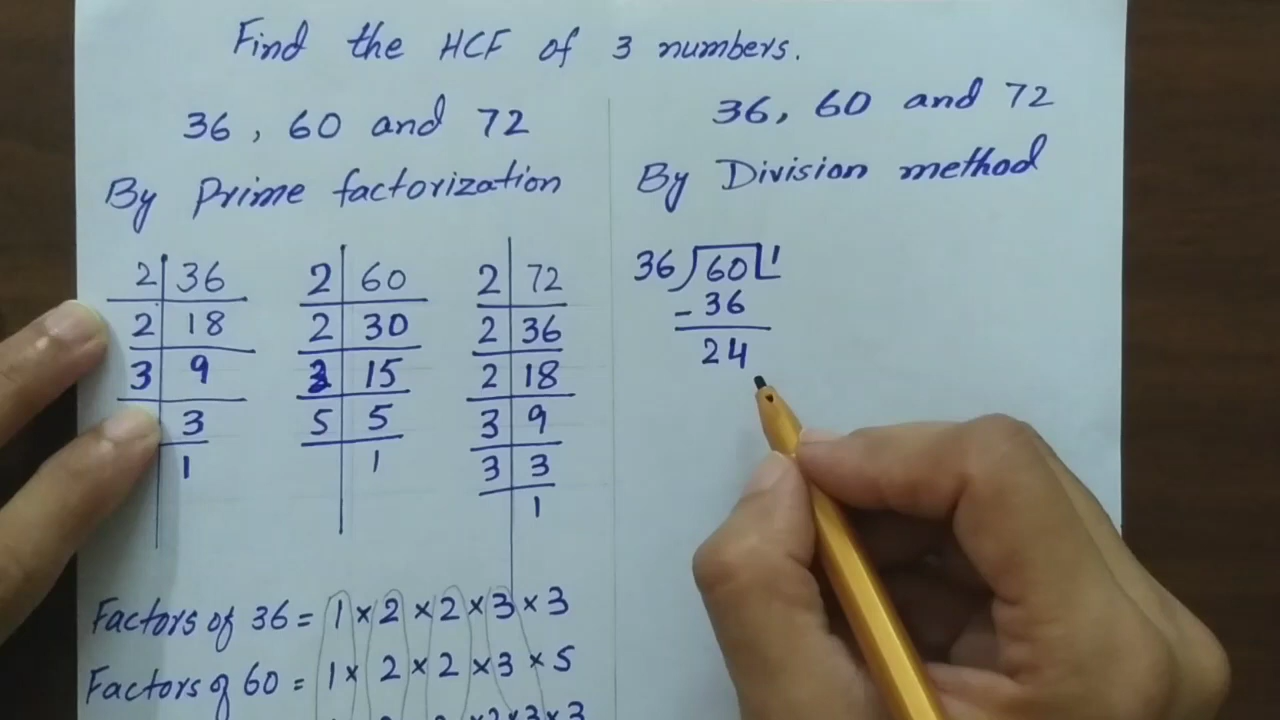 Find the HCF of 3 numbers.
36, 60 and 72
By Prime factorization
2 36
2 18
3 9
3
1
2 60
2 30
3 15
5 5
1
2 72
2 36
2 18
3 9
3 3
1
Factors of 36 = 1 × 2 × 2 × 3 × 3
Factors of 60 = 1 × 2 × 2 × 3 × 5
×2×3×3
36, 60 and 72
By Division method
36 60 1
- 36
24